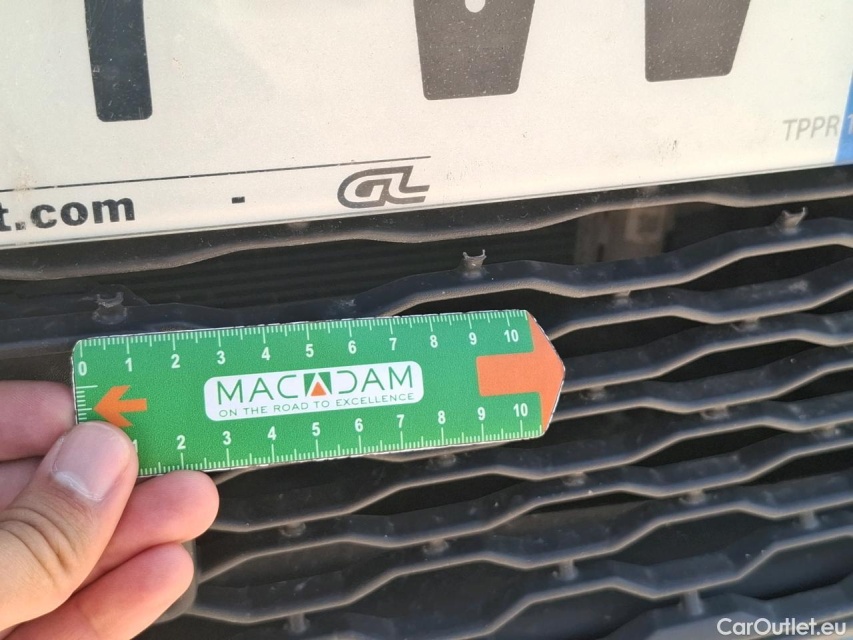 TPPR
t.com - GL
0 1 2 3 4 5 6 7 8 9 10
MACADAM
ON THE ROAD TO EXCELLENCE
2 3 4 5 6 7 8 9 10
CarOutlet.eu